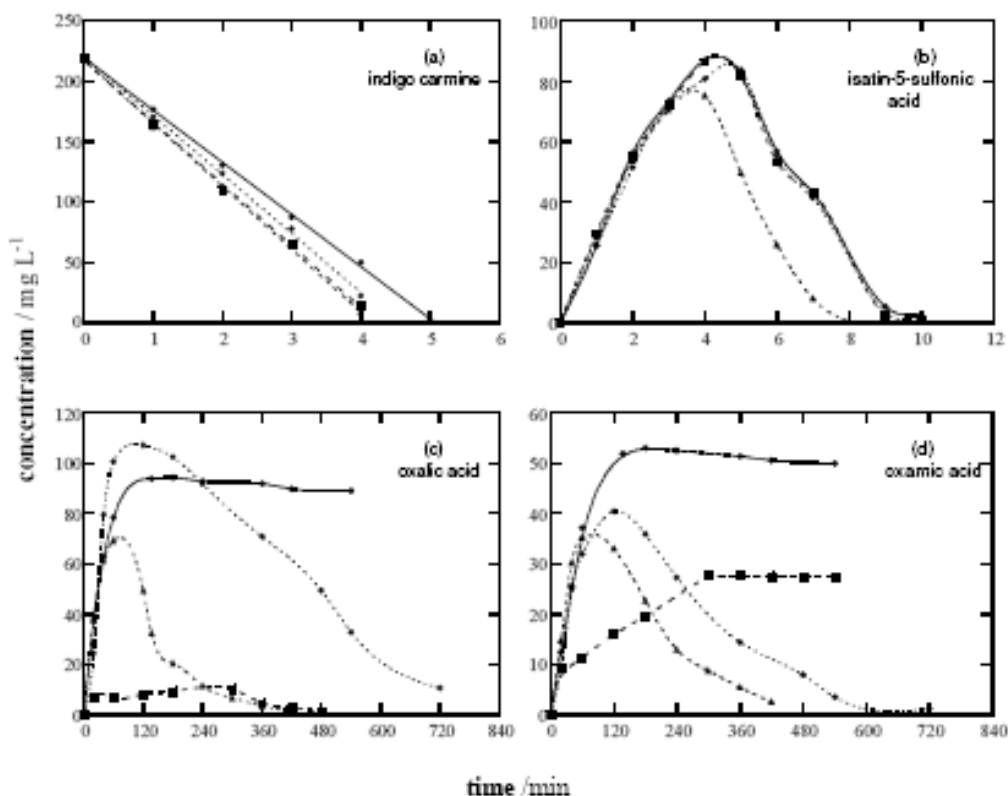 250
200
150
100
50
0
0 1 2 3 4 5 6
(a)
indigo carmine
100
80
60
40
20
0
0 2 4 6 8 10 12
(b)
isatin-5-sulfonic
acid
concentration / mg L⁻¹
120
100
80
60
40
20
0
0 120 240 360 480 600 720 840
(c)
oxalic acid
60
50
40
30
20
10
0
0 120 240 360 480 600 720 840
(d)
oxamic acid
time /min